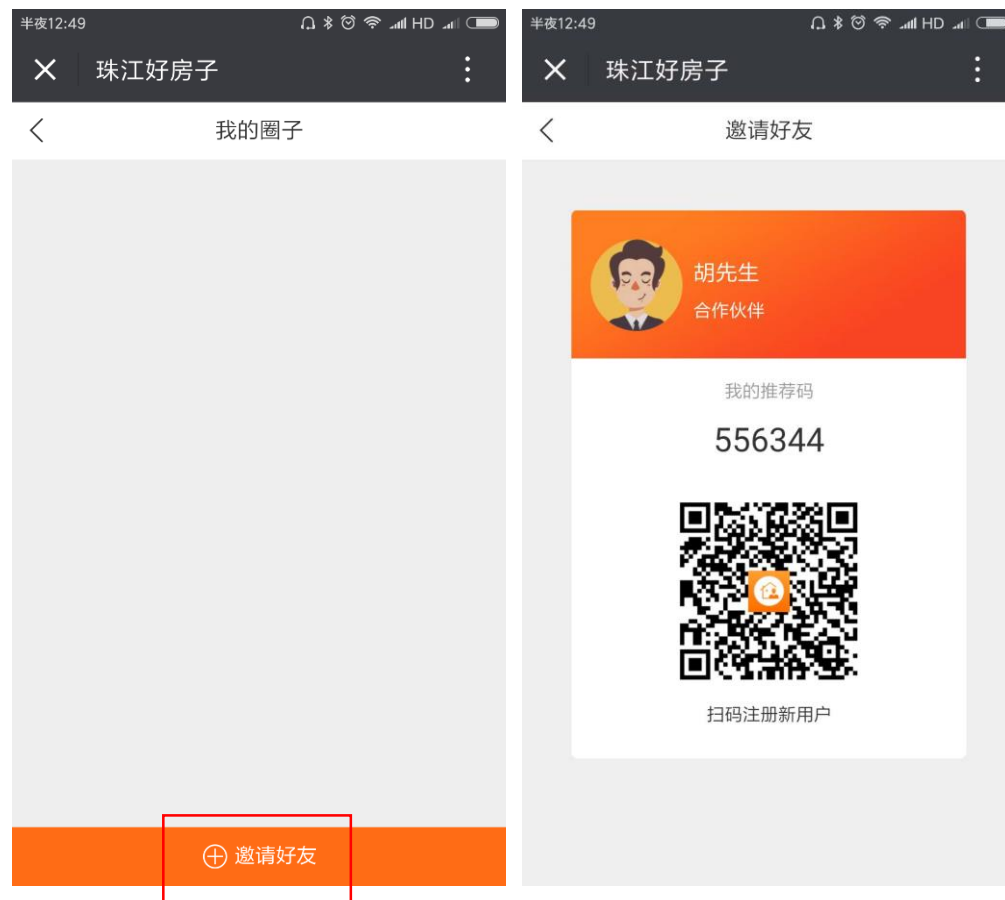 半夜12:49
HD
珠江好房子
我的圈子
邀请好友
半夜12:49
HD
珠江好房子
邀请好友
胡先生
合作伙伴
我的推荐码
556344
扫码注册新用户